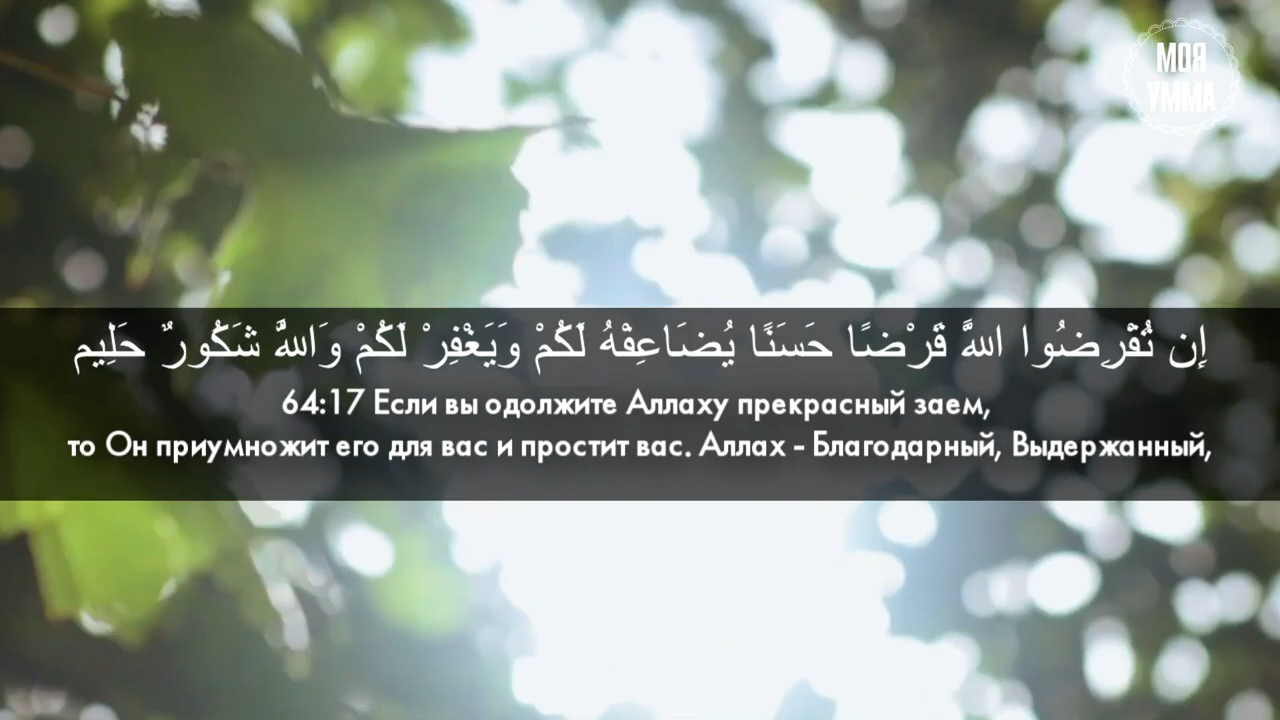 МОЯ
УММА
إِن تُقْرِضُوا اللَّهَ قَرْضًا حَسَنًا يُضَاعِفْهُ لَكُمْ وَيَغْفِرْ لَكُمْ وَاللَّهُ شَكُورٌ حَلِيم
64:17 Если вы одолжите Аллаху прекрасный заем,
то Он приумножит его для вас и простит вас. Аллах - Благодарный, Выдержанный,